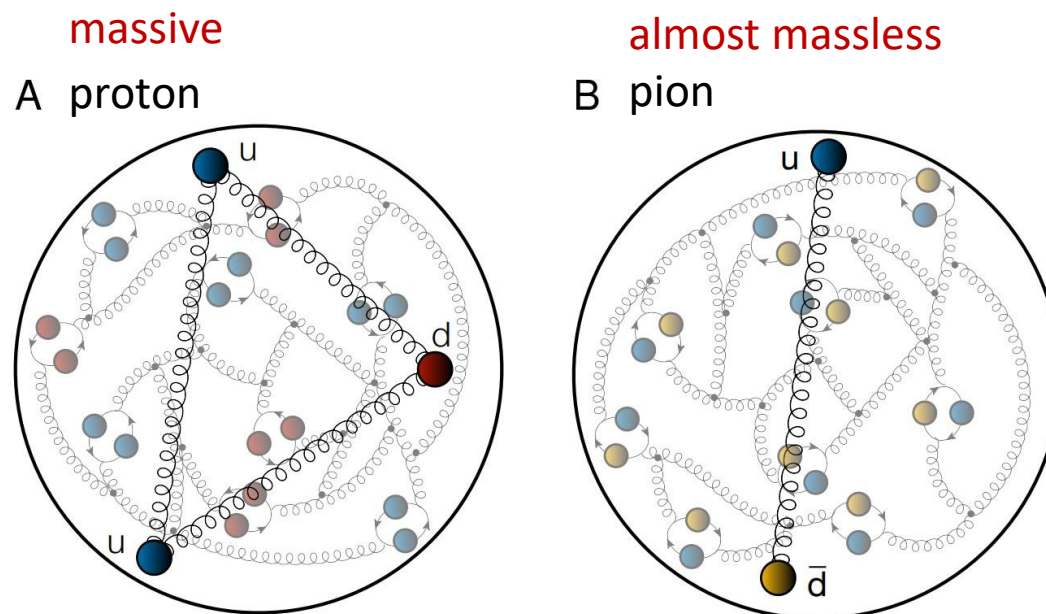 massive
A proton
u
d
u
almost massless
B pion
u
d̅